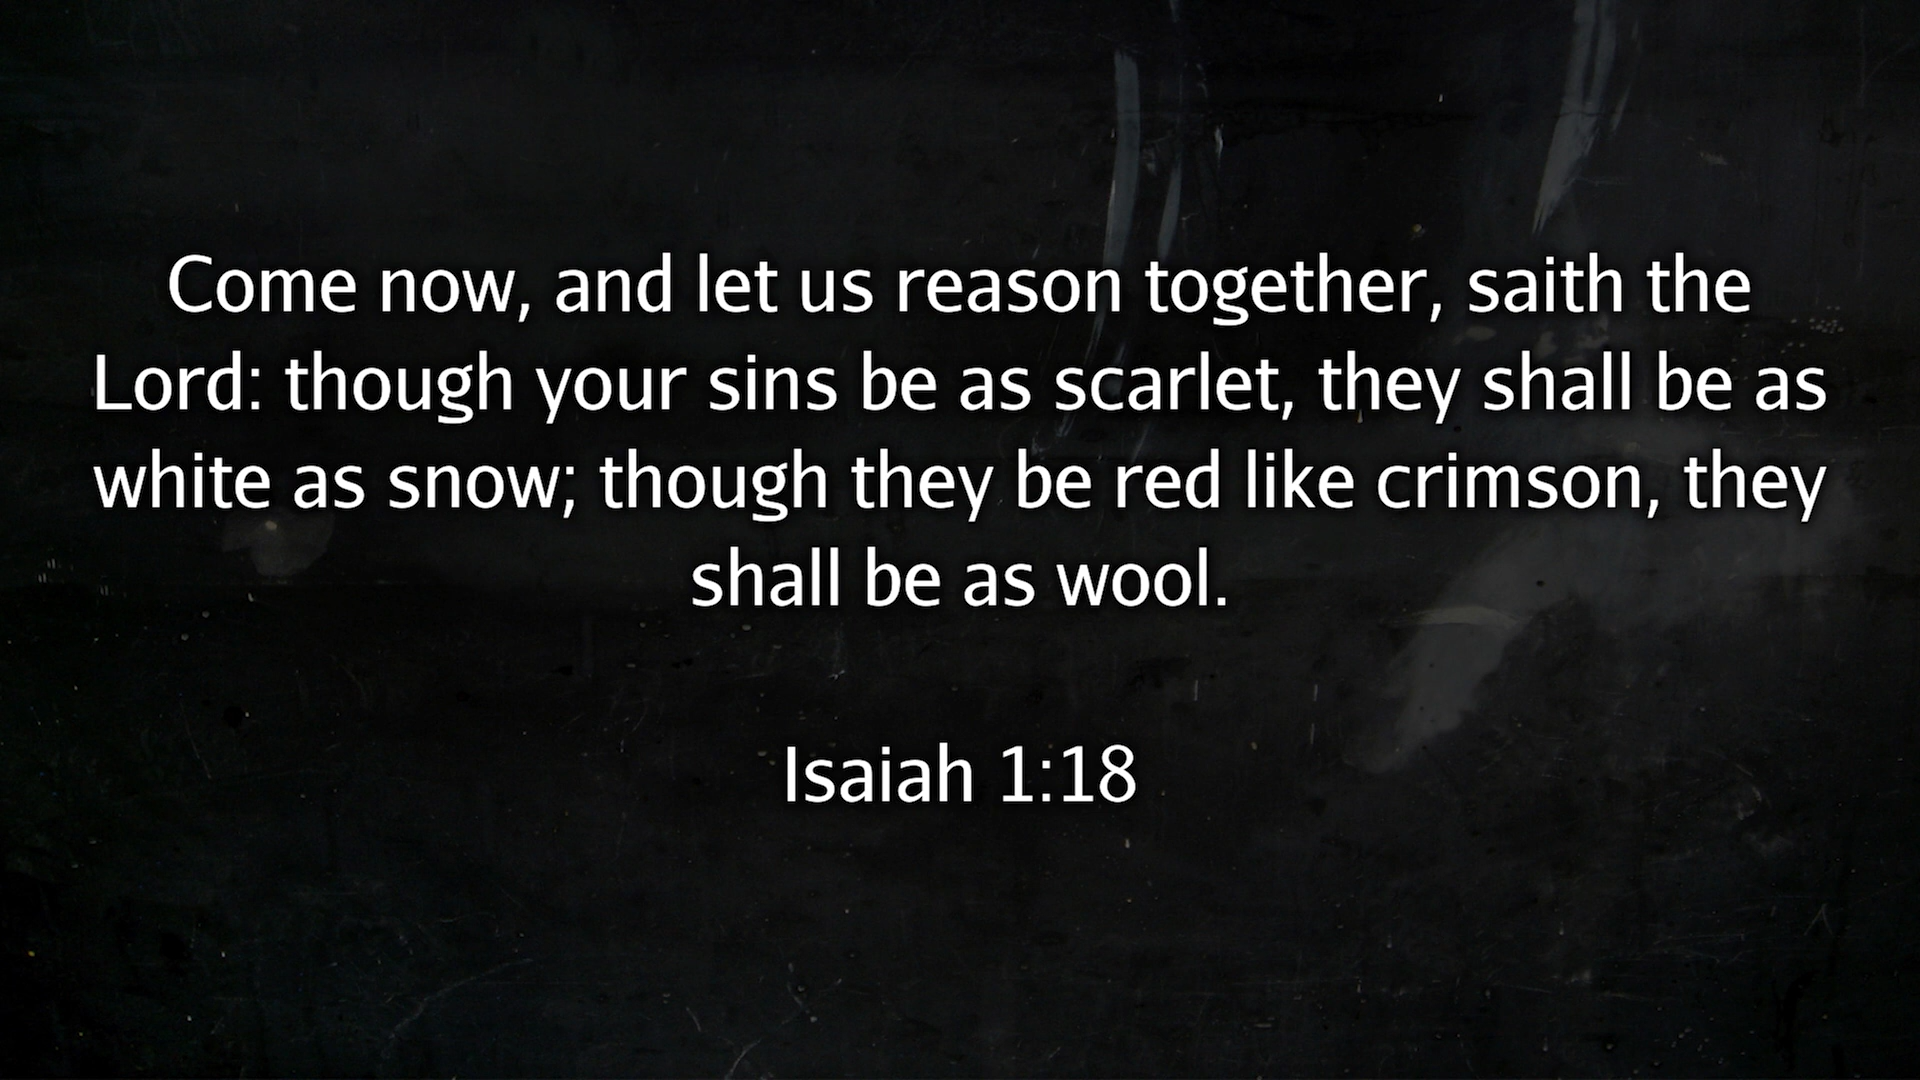 Come now, and let us reason together, saith the
Lord: though your sins be as scarlet, they shall be as
white as snow; though they be red like crimson, they
shall be as wool.
Isaiah 1:18